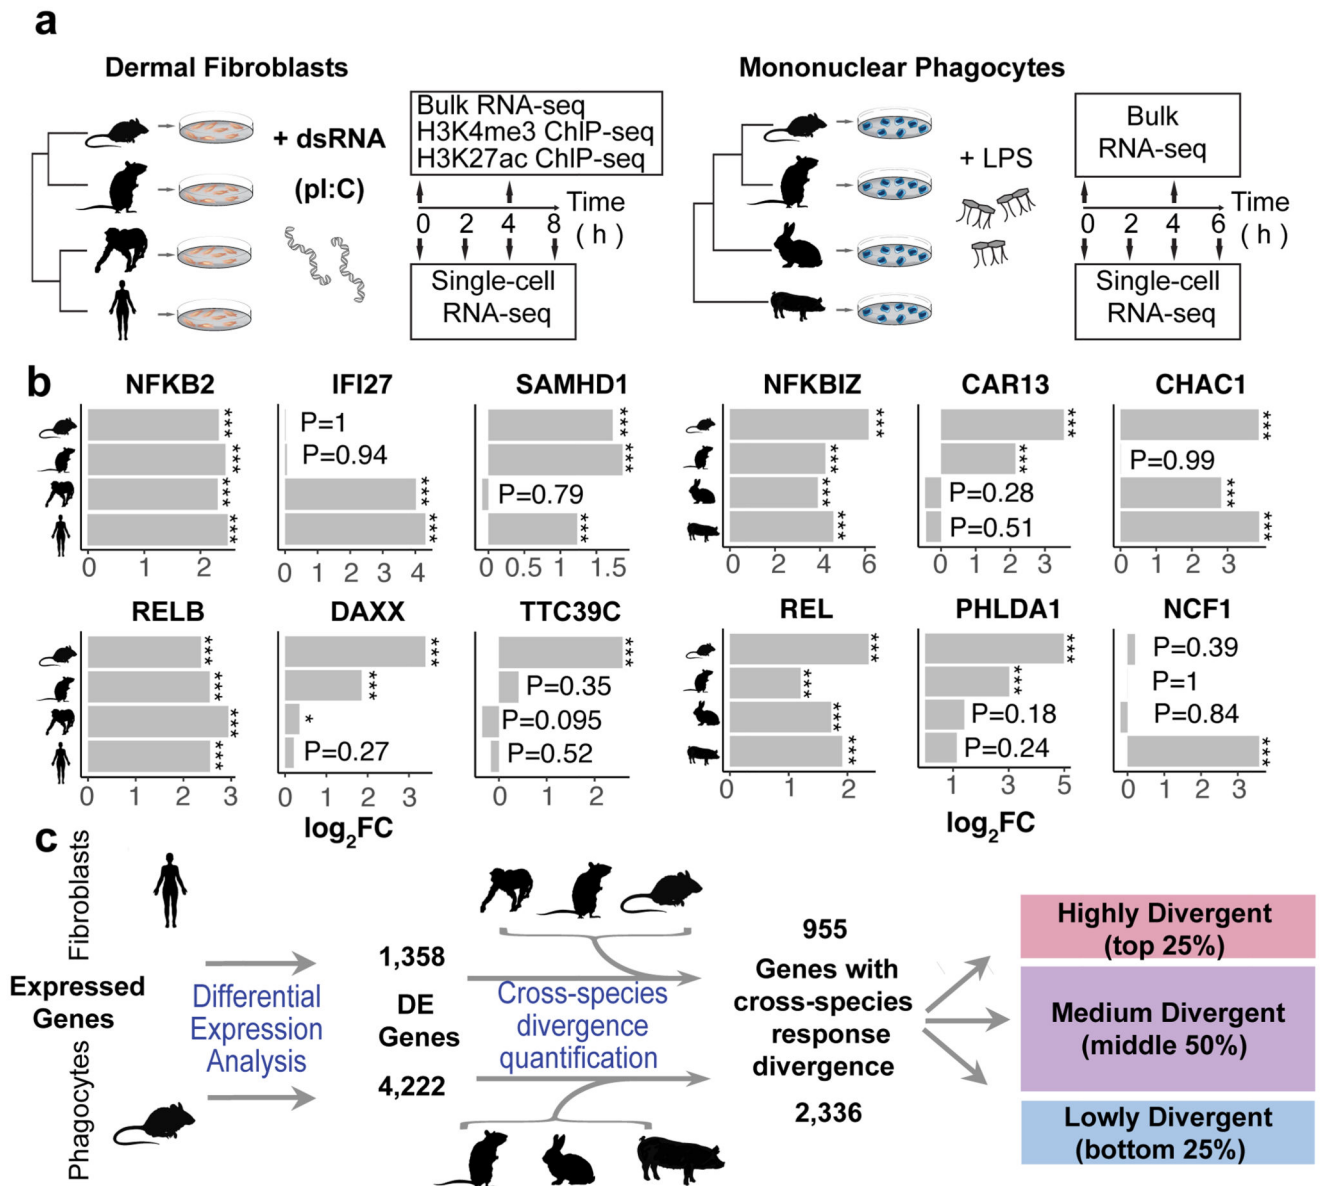 a
Dermal Fibroblasts
+ dsRNA
(pI:C)
Bulk RNA-seq
H3K4me3 ChIP-seq
H3K27ac ChIP-seq
0 2 4 8
Time
( h )
Single-cell
RNA-seq
Mononuclear Phagocytes
+ LPS
Bulk
RNA-seq
0 2 4 6
Time
( h )
Single-cell
RNA-seq
b
NFKB2
***
***
***
***
0 1 2
IFI27
P=1
P=0.94
***
***
0 1 2 3 4
SAMHD1
***
***
P=0.79
***
0 0.5 1 1.5
NFKBIZ
***
***
***
***
0 2 4 6
CAR13
***
***
P=0.28
P=0.51
0 1 2 3
CHAC1
***
P=0.99
***
***
0 1 2 3
RELB
***
***
***
***
0 1 2 3
DAXX
***
***
*
P=0.27
0 1 2 3
TTC39C
***
P=0.35
P=0.095
P=0.52
0 1 2
REL
***
***
***
***
0 1 2
PHLDA1
***
***
P=0.18
P=0.24
1 3 5
NCF1
P=0.39
P=1
P=0.84
***
0 1 2 3
log2FC
log2FC
c
Fibroblasts
Expressed
Genes
Phagocytes
Differential
Expression
Analysis
1,358
DE
Genes
4,222
Cross-species
divergence
quantification
955
Genes with
cross-species
response
divergence
2,336
Highly Divergent
(top 25%)
Medium Divergent
(middle 50%)
Lowly Divergent
(bottom 25%)